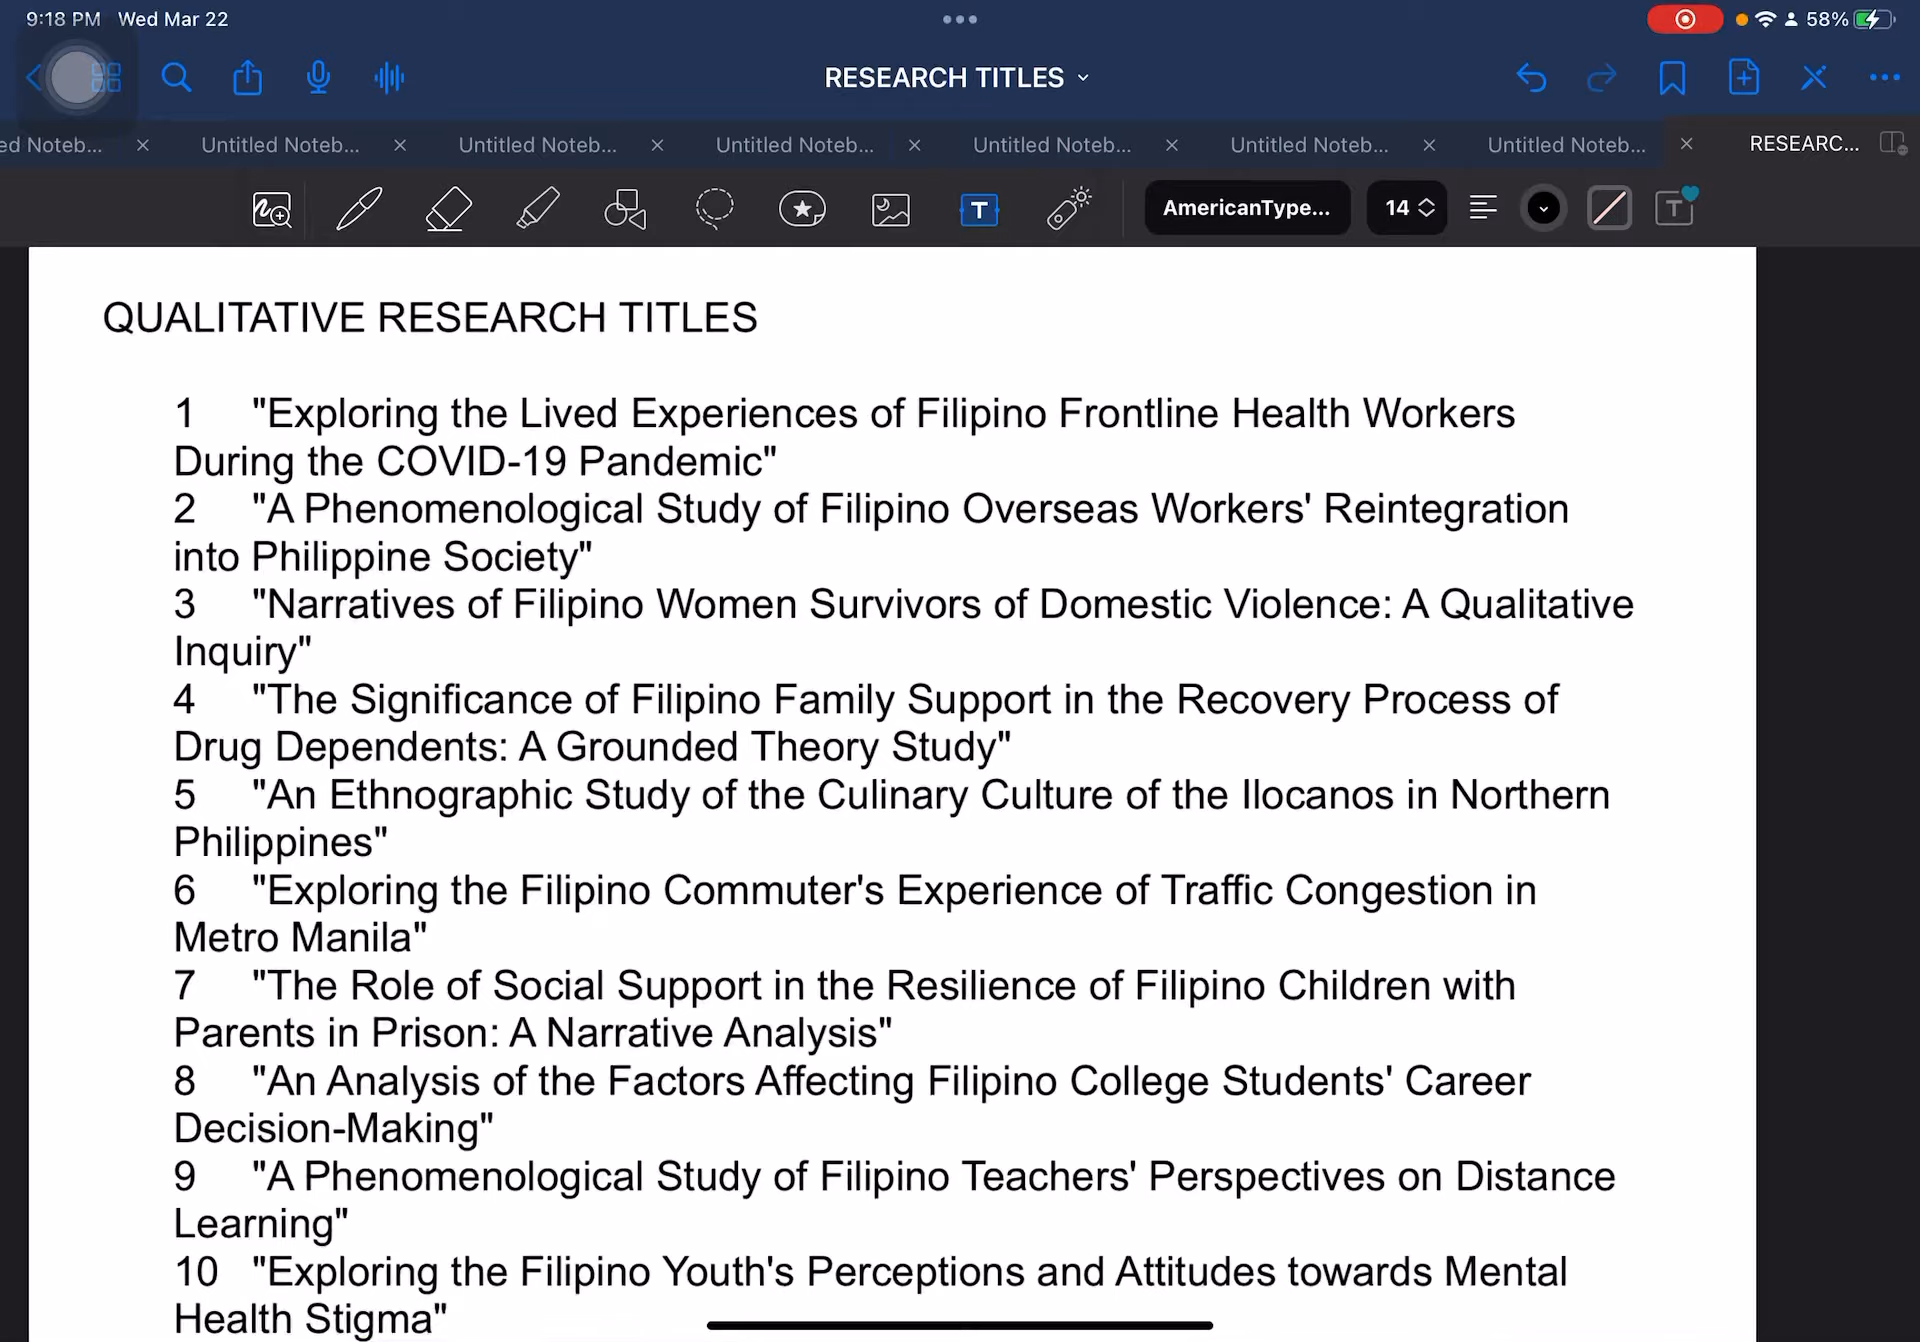 9:18 PM Wed Mar 22
58%
RESEARCH TITLES
ed Noteb...
Untitled Noteb...
Untitled Noteb...
Untitled Noteb...
Untitled Noteb...
Untitled Noteb...
Untitled Noteb...
RESEARC...
T
AmericanType...
14
T
QUALITATIVE RESEARCH TITLES
1 "Exploring the Lived Experiences of Filipino Frontline Health Workers
During the COVID-19 Pandemic"
2 "A Phenomenological Study of Filipino Overseas Workers' Reintegration
into Philippine Society"
3 "Narratives of Filipino Women Survivors of Domestic Violence: A Qualitative
Inquiry"
4 "The Significance of Filipino Family Support in the Recovery Process of
Drug Dependents: A Grounded Theory Study"
5 "An Ethnographic Study of the Culinary Culture of the Ilocanos in Northern
Philippines"
6 "Exploring the Filipino Commuter's Experience of Traffic Congestion in
Metro Manila"
7 "The Role of Social Support in the Resilience of Filipino Children with
Parents in Prison: A Narrative Analysis"
8 "An Analysis of the Factors Affecting Filipino College Students' Career
Decision-Making"
9 "A Phenomenological Study of Filipino Teachers' Perspectives on Distance
Learning"
10 "Exploring the Filipino Youth's Perceptions and Attitudes towards Mental
Health Stigma"